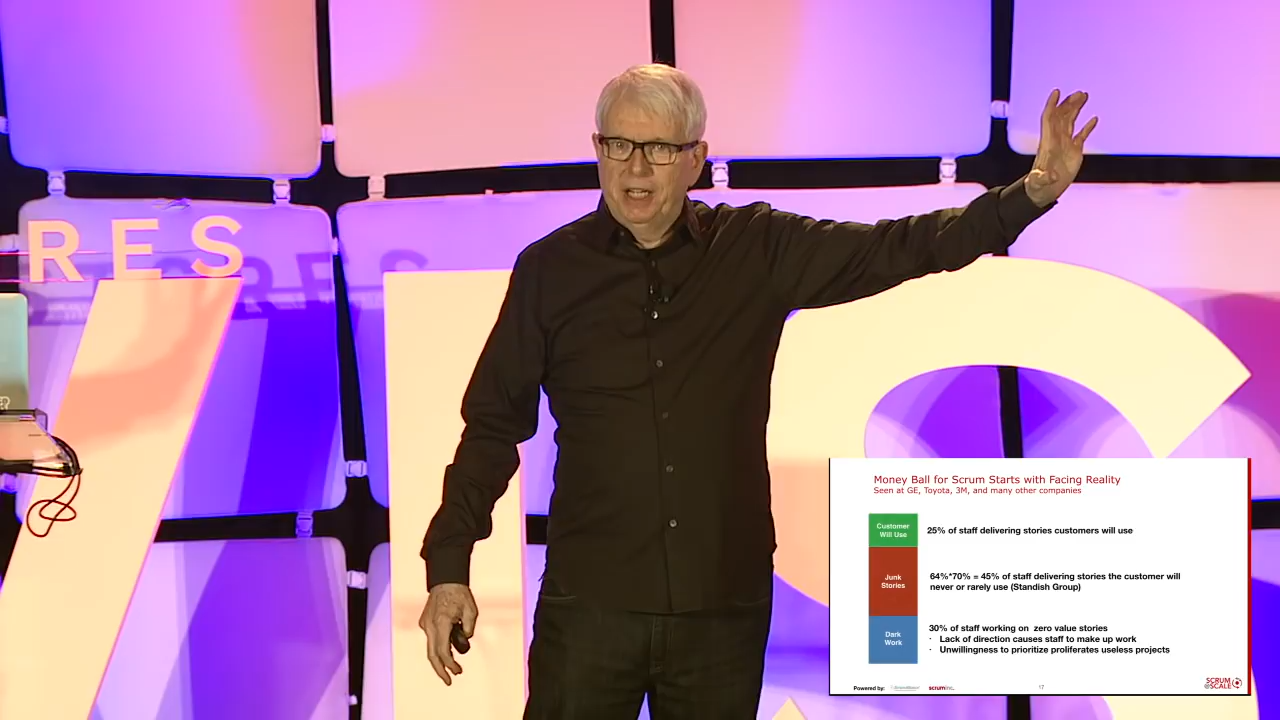 RES
Money Ball for Scrum Starts with Facing Reality
Seen at GE, Toyota, 3M, and many other companies
Customer
Will Use
25% of staff delivering stories customers will use
Junk
Stories
64%*70% = 45% of staff delivering stories the customer will
never or rarely use (Standish Group)
Dark
Work
30% of staff working on zero value stories
· Lack of direction causes staff to make up work
· Unwillingness to prioritize proliferates useless projects
Powered by:
scruminc.
17
SCRUM
@SCALE